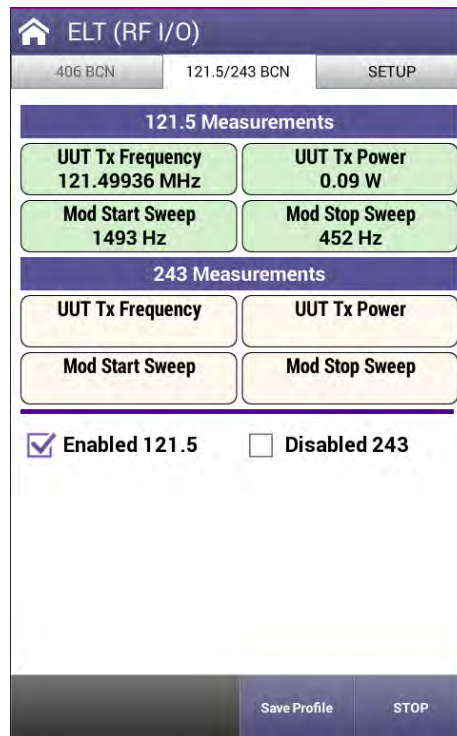 ELT (RF I/O)
406 BCN 121.5/243 BCN SETUP
121.5 Measurements
UUT Tx Frequency UUT Tx Power
121.49936 MHz 0.09 W
Mod Start Sweep Mod Stop Sweep
1493 Hz 452 Hz
243 Measurements
UUT Tx Frequency UUT Tx Power
Mod Start Sweep Mod Stop Sweep
Enabled 121.5 Disabled 243
Save Profile STOP